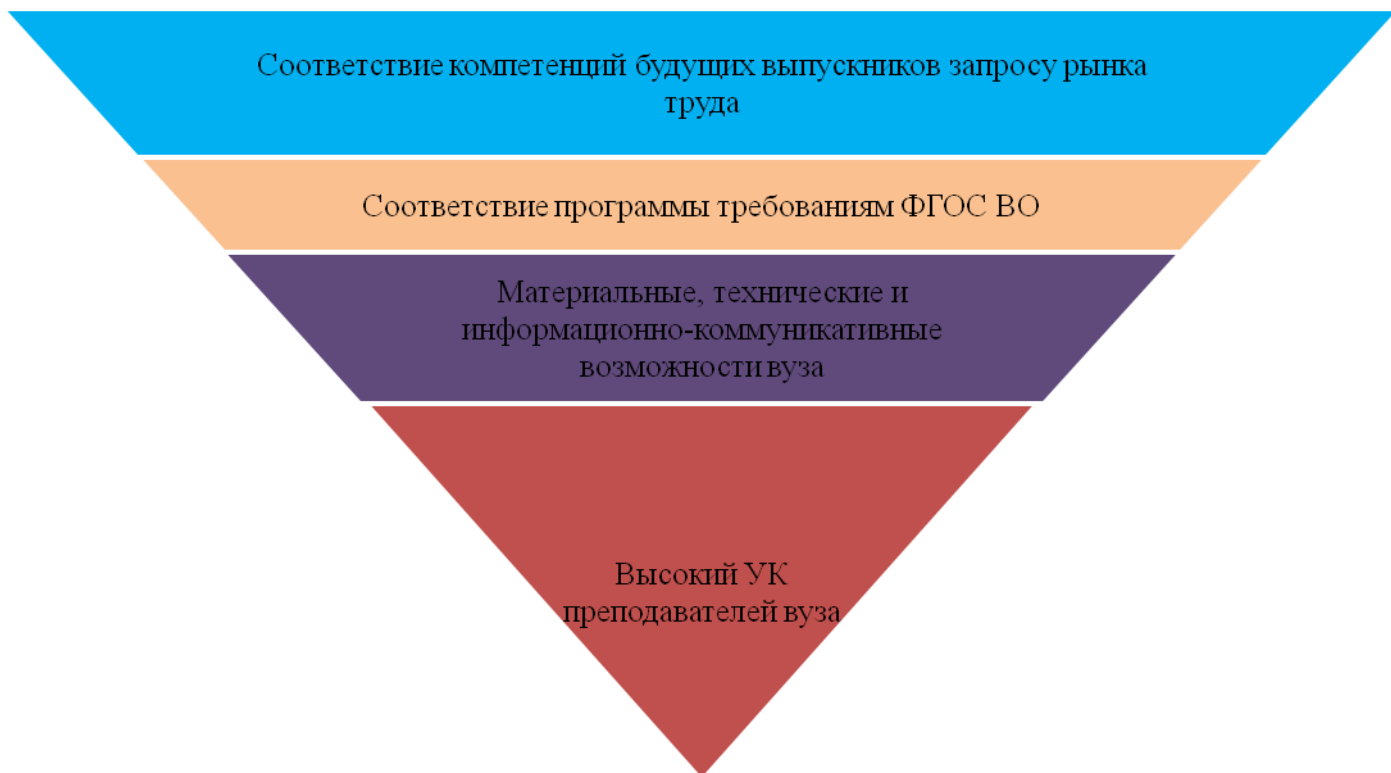 Соответствие компетенций будущих выпускников запросу рынка
труда
Соответствие программы требованиям ФГОС ВО
Материальные, технические и
информационно-коммуникативные
возможности вуза
Высокий УК
преподавателей вуза